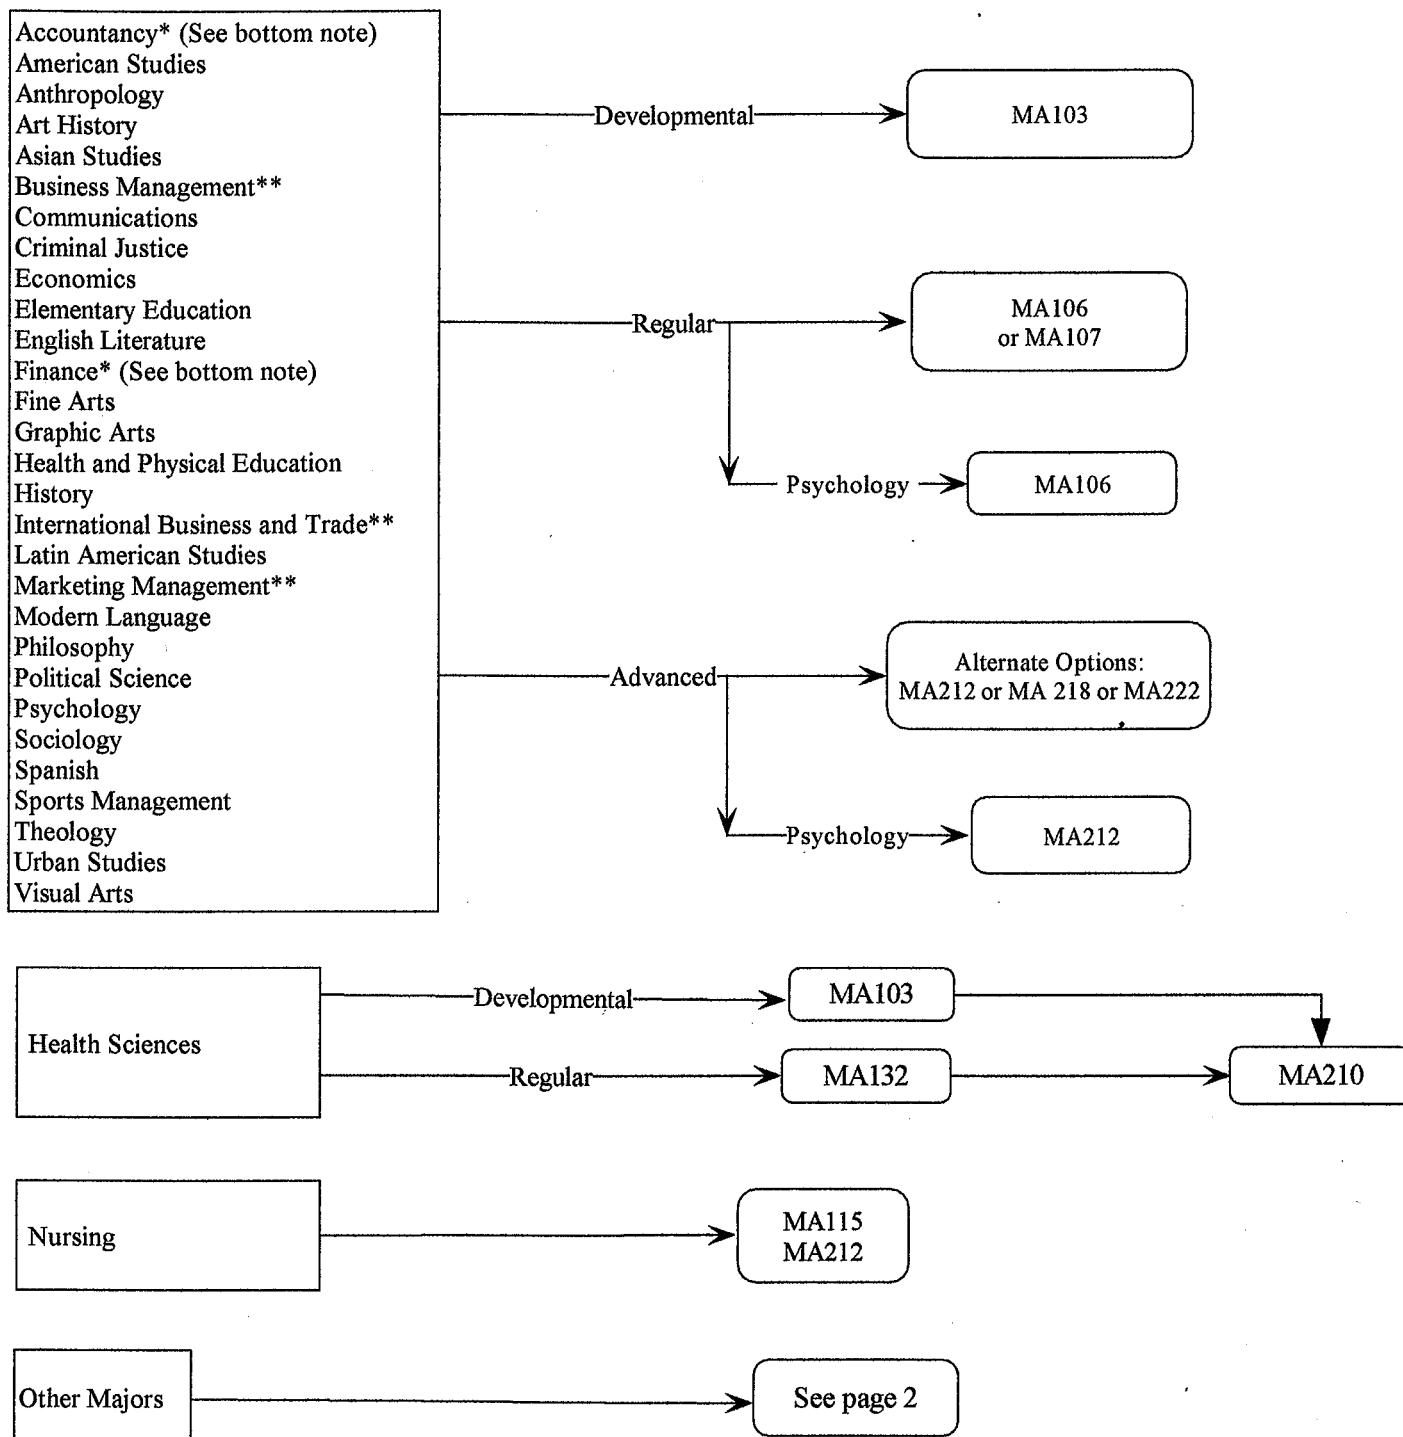 Accountancy* (See bottom note)
American Studies
Anthropology
Art History
Asian Studies
Business Management**
Communications
Criminal Justice
Economics
Elementary Education
English Literature
Finance* (See bottom note)
Fine Arts
Graphic Arts
Health and Physical Education
History
International Business and Trade**
Latin American Studies
Marketing Management**
Modern Language
Philosophy
Political Science
Psychology
Sociology
Spanish
Sports Management
Theology
Urban Studies
Visual Arts
Developmental
MA103
Regular
MA106
or MA107
Psychology
MA106
Advanced
Alternate Options:
MA212 or MA 218 or MA222
Psychology
MA212
Health Sciences
Developmental
MA103
Regular
MA132
MA210
Nursing
MA115
MA212
Other Majors
See page 2